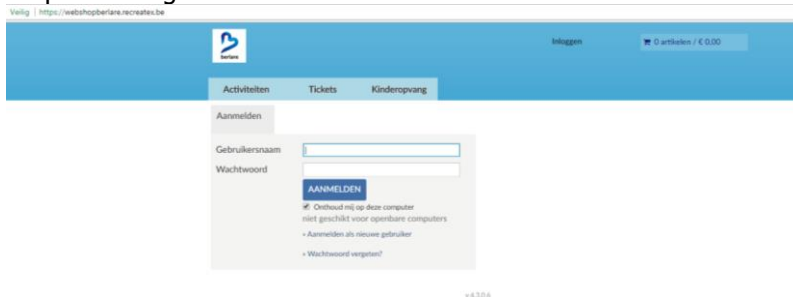 Veilig | https://webshopberlare.recreatex.be
berlare
Inloggen
0 artikelen / € 0,00
Activiteiten Tickets Kinderopvang
Aanmelden
Gebruikersnaam
Wachtwoord
AANMELDEN
Onthoud mij op deze computer
niet geschikt voor openbare computers
» Aanmelden als nieuwe gebruiker
» Wachtwoord vergeten?